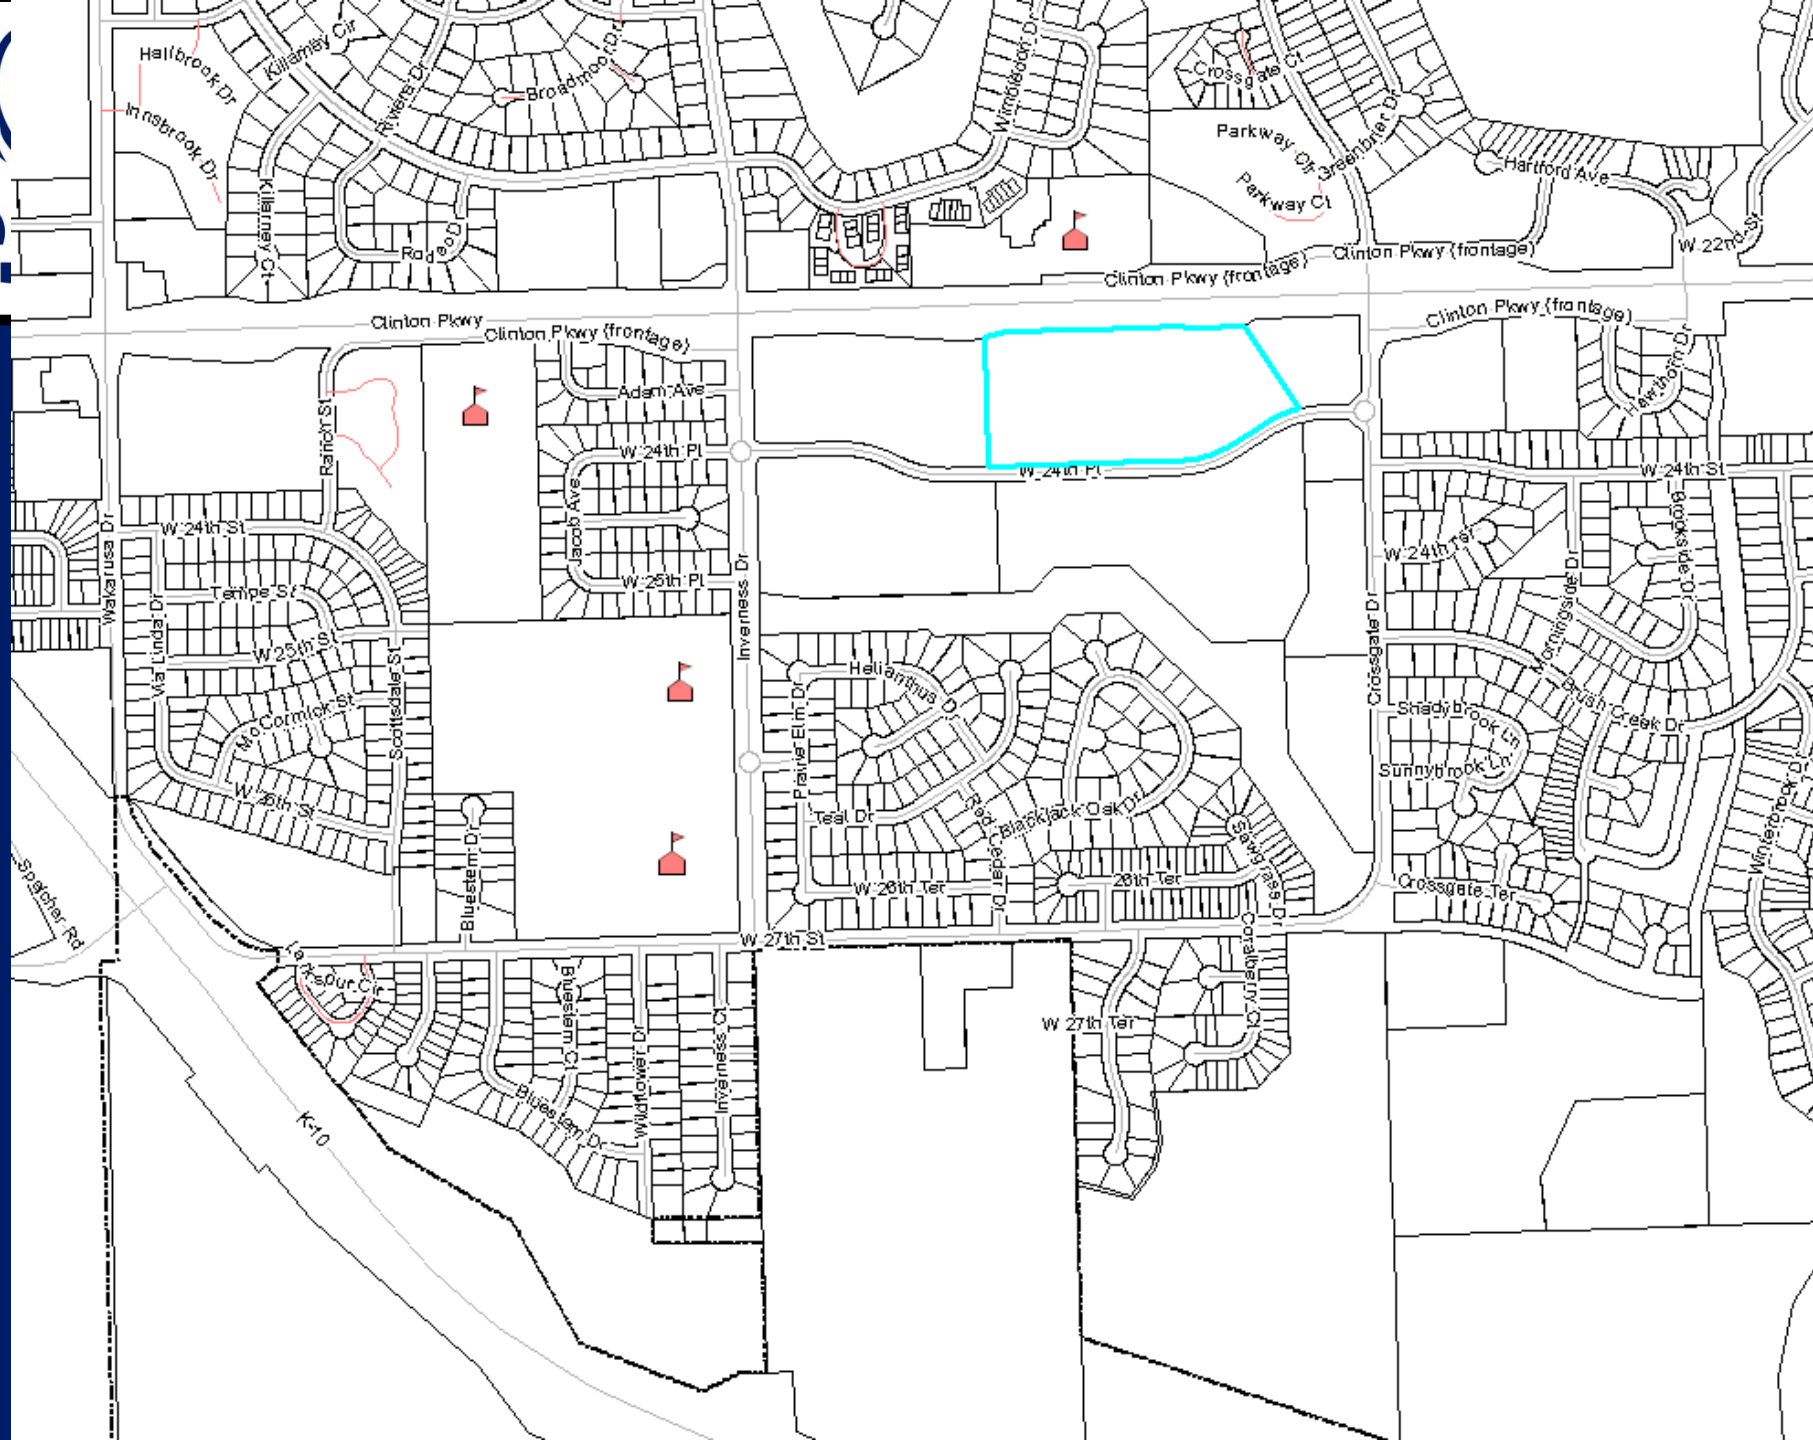 Killarney Cir
Hallbrook Dr
Riviera Dr
Broadmoor Dr
Wimbledon Dr
Crossgate Ct
Innsbrook Dr
Parkway Cir
Greenbrier Dr
Hartford Ave
Parkway Ct
Killarney Ct
W 22nd St
Clinton Pkwy (frontage)
Clinton Pkwy (frontage)
Clinton Pkwy
Clinton Pkwy (frontage)
Clinton Pkwy (frontage)
Hawthorn Dr
Adam Ave
Ranch St
W 24th Pl
W 24th Pl
W 24th St
Jacob Ave
Brookside Dr
W 24th St
W 24th Ter
Wakarusa Dr
Inverness Dr
W 25th Pl
Tempe St
Morningside Dr
Via Linda Dr
W 25th St
Crossgate Dr
Scottsdale St
Helianthus Dr
Prairie Elm Dr
Brush Creek Dr
Shadybrook Ln
McCormick St
Sunnybrook Ln
Winterbrook Dr
W 26th St
Teal Dr
Red Cedar Dr
Blackjack Oak Dr
Sawgrass Dr
Bluestem Dr
W 26th Ter
26th Ter
Crossgate Ter
Speicher Rd
W 27th St
Coralberry Ct
Larkspur Cir
Bluestem Ct
W 27th Ter
Wildflower Dr
Inverness Ct
Bluestem Dr
K-10